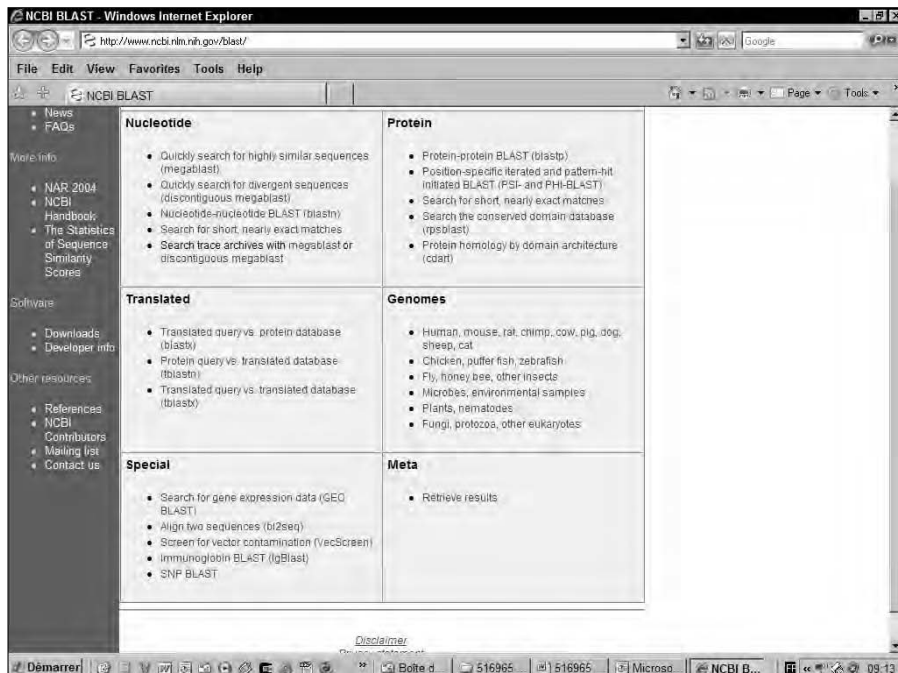 NCBI BLAST - Windows Internet Explorer
http://www.ncbi.nlm.nih.gov/blast/
Google
File Edit View Favorites Tools Help
NCBI BLAST
Page Tools
News
FAQs
More info
NAR 2004
NCBI
Handbook
The Statistics
of Sequence
Similarity
Scores
Software
Downloads
Developer info
Other resources
References
NCBI
Contributors
Mailing list
Contact us
Nucleotide
Quickly search for highly similar sequences
(megablast)
Quickly search for divergent sequences
(discontiguous megablast)
Nucleotide-nucleotide BLAST (blastn)
Search for short, nearly exact matches
Search trace archives with megablast or
discontiguous megablast
Protein
Protein-protein BLAST (blastp)
Position-specific iterated and pattern-hit
initiated BLAST (PSI- and PHI-BLAST)
Search for short, nearly exact matches
Search the conserved domain database
(rpsblast)
Protein homology by domain architecture
(cdart)
Translated
Translated query vs. protein database
(blastx)
Protein query vs. translated database
(tblastn)
Translated query vs. translated database
(tblastx)
Genomes
Human, mouse, rat, chimp, cow, pig, dog,
sheep, cat
Chicken, puffer fish, zebrafish
Fly, honey bee, other insects
Microbes, environmental samples
Plants, nematodes
Fungi, protozoa, other eukaryotes
Special
Search for gene expression data (GEO
BLAST)
Align two sequences (bl2seq)
Screen for vector contamination (VecScreen)
Immunoglobin BLAST (IgBlast)
SNP BLAST
Meta
Retrieve results
Disclaimer
Démarrer
Boîte d...
516965...
516965...
Microso...
NCBI B...
09:13